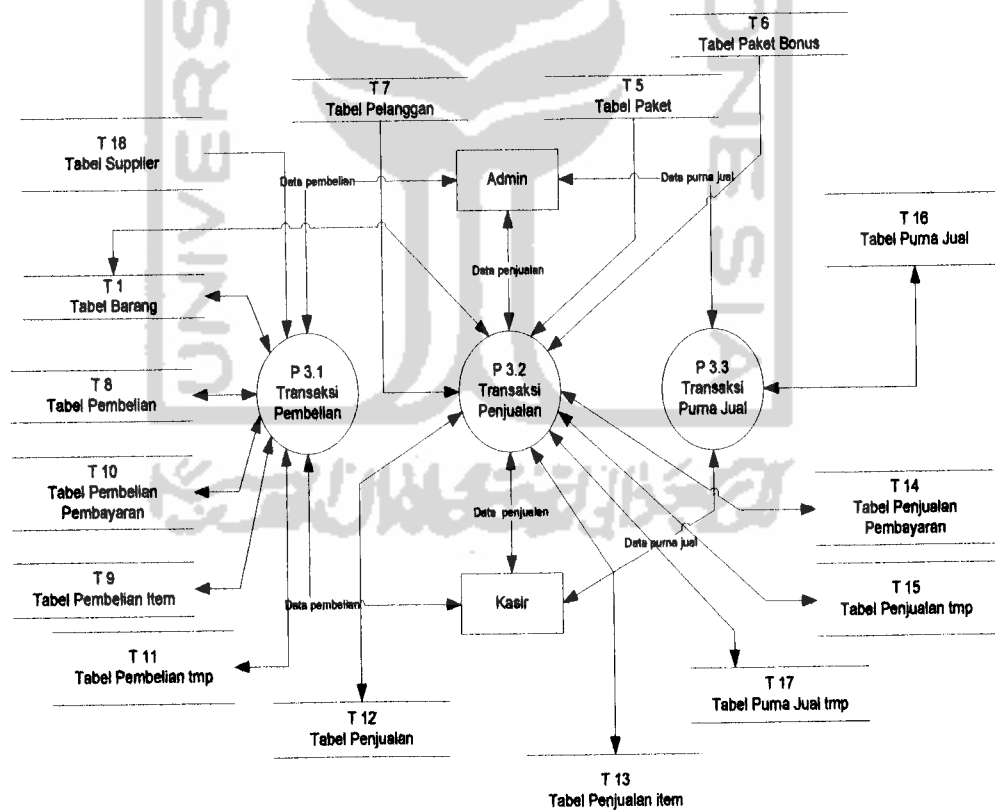 T 6
Tabel Paket Bonus
T 7
Tabel Pelanggan
T 5
Tabel Paket
T 18
Tabel Supplier
Data pembelian
Admin
Data purna jual
T 16
Tabel Purna Jual
Data penjualan
T 1
Tabel Barang
P 3.1
Transaksi
Pembelian
P 3.2
Transaksi
Penjualan
P 3.3
Transaksi
Purna Jual
T 8
Tabel Pembelian
T 10
Tabel Pembelian
Pembayaran
T 14
Tabel Penjualan
Pembayaran
Data penjualan
Data purna jual
T 9
Tabel Pembelian Item
Data pembelian
Kasir
T 15
Tabel Penjualan tmp
T 11
Tabel Pembelian tmp
T 17
Tabel Purna Jual tmp
T 12
Tabel Penjualan
T 13
Tabel Penjualan item
UNIVERS
NESIA